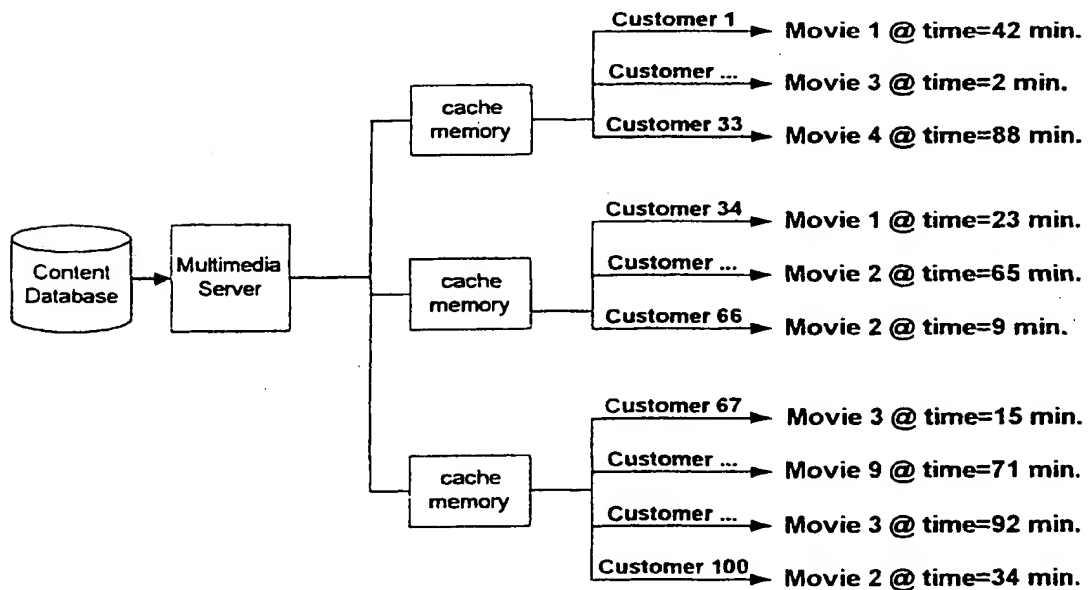 Customer 1
Movie 1 @ time=42 min.
Customer ...
Movie 3 @ time=2 min.
cache
memory
Customer 33
Movie 4 @ time=88 min.
Content
Database
Multimedia
Server
Customer 34
Movie 1 @ time=23 min.
Customer ...
Movie 2 @ time=65 min.
cache
memory
Customer 66
Movie 2 @ time=9 min.
Customer 67
Movie 3 @ time=15 min.
Customer ...
Movie 9 @ time=71 min.
cache
memory
Customer ...
Movie 3 @ time=92 min.
Customer 100
Movie 2 @ time=34 min.